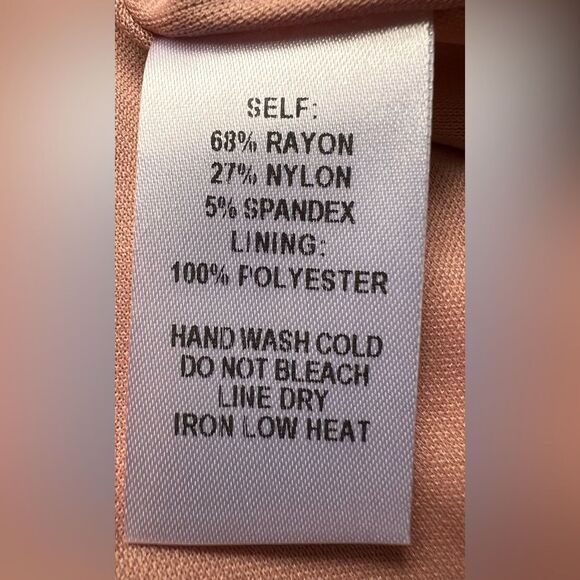 SELF:
68% RAYON
27% NYLON
5% SPANDEX
LINING:
100% POLYESTER
HAND WASH COLD
DO NOT BLEACH
LINE DRY
IRON LOW HEAT